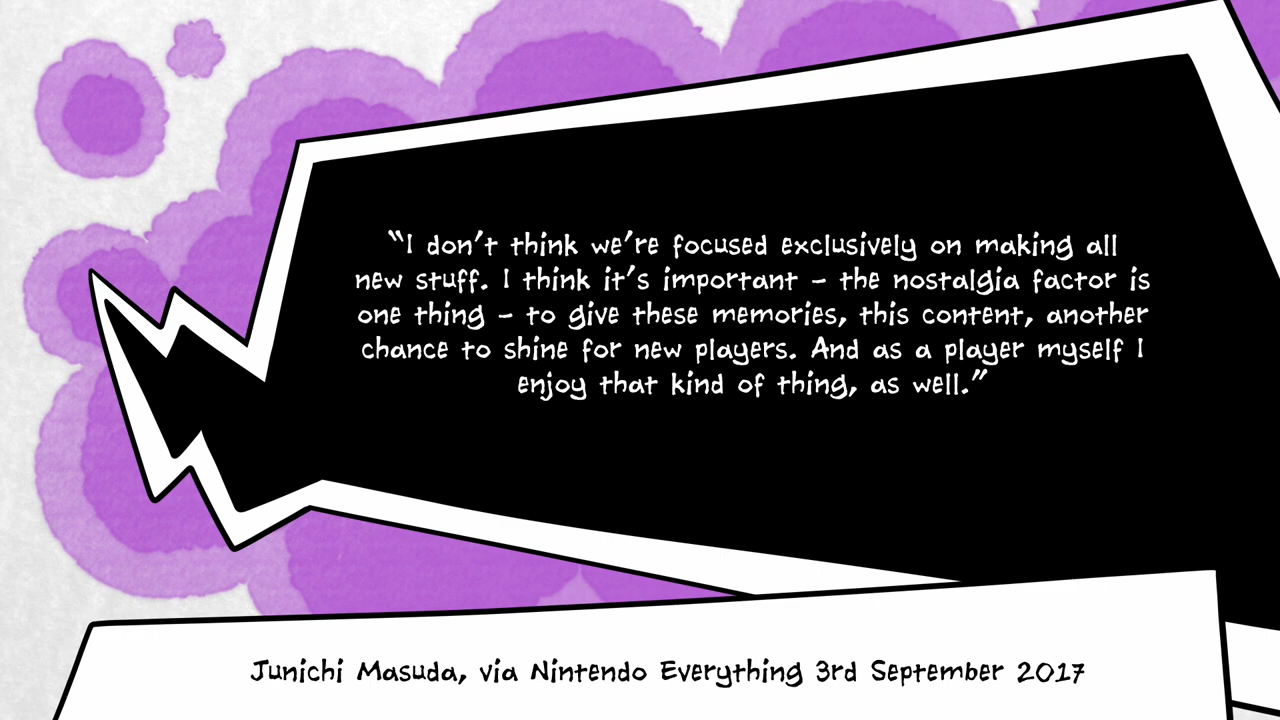 “I don’t think we’re focused exclusively on making all
new stuff. I think it’s important – the nostalgia factor is
one thing – to give these memories, this content, another
chance to shine for new players. And as a player myself I
enjoy that kind of thing, as well.”
Junichi Masuda, via Nintendo Everything 3rd September 2017